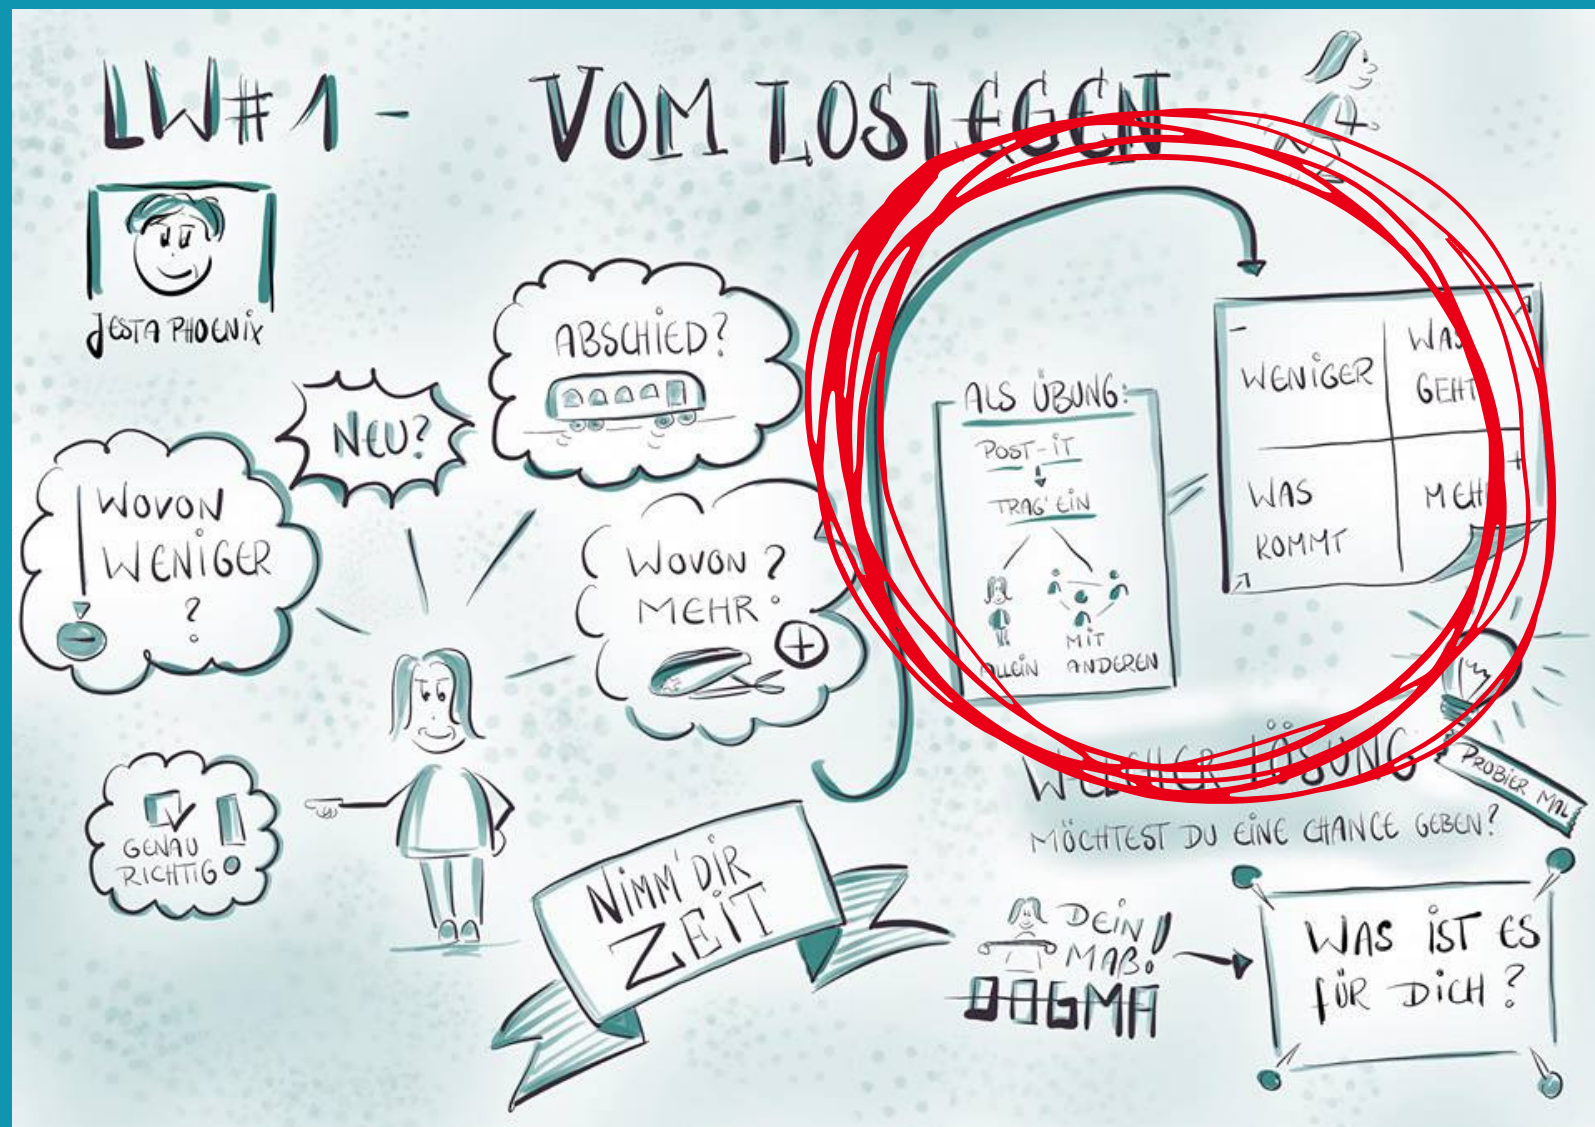 LW#1 - VOM LOSLEGEN
JESTA PHOENIX
WOVON
WENIGER
?
NEU?
ABSCHIED?
WOVON ?
MEHR
GENAU
RICHTIG
NIMM' DIR
ZEIT
ALS ÜBUNG:
POST-IT
TRAG' EIN
ALLEIN
MIT
ANDEREN
WENIGER
WAS
GEHT
WAS
KOMMT
MEHR
WELCHER LÖSUNG
MÖCHTEST DU EINE CHANCE GEBEN?
PROBIER MAL
DEIN
MAß!
DOGMA
WAS IST ES
FÜR DICH ?